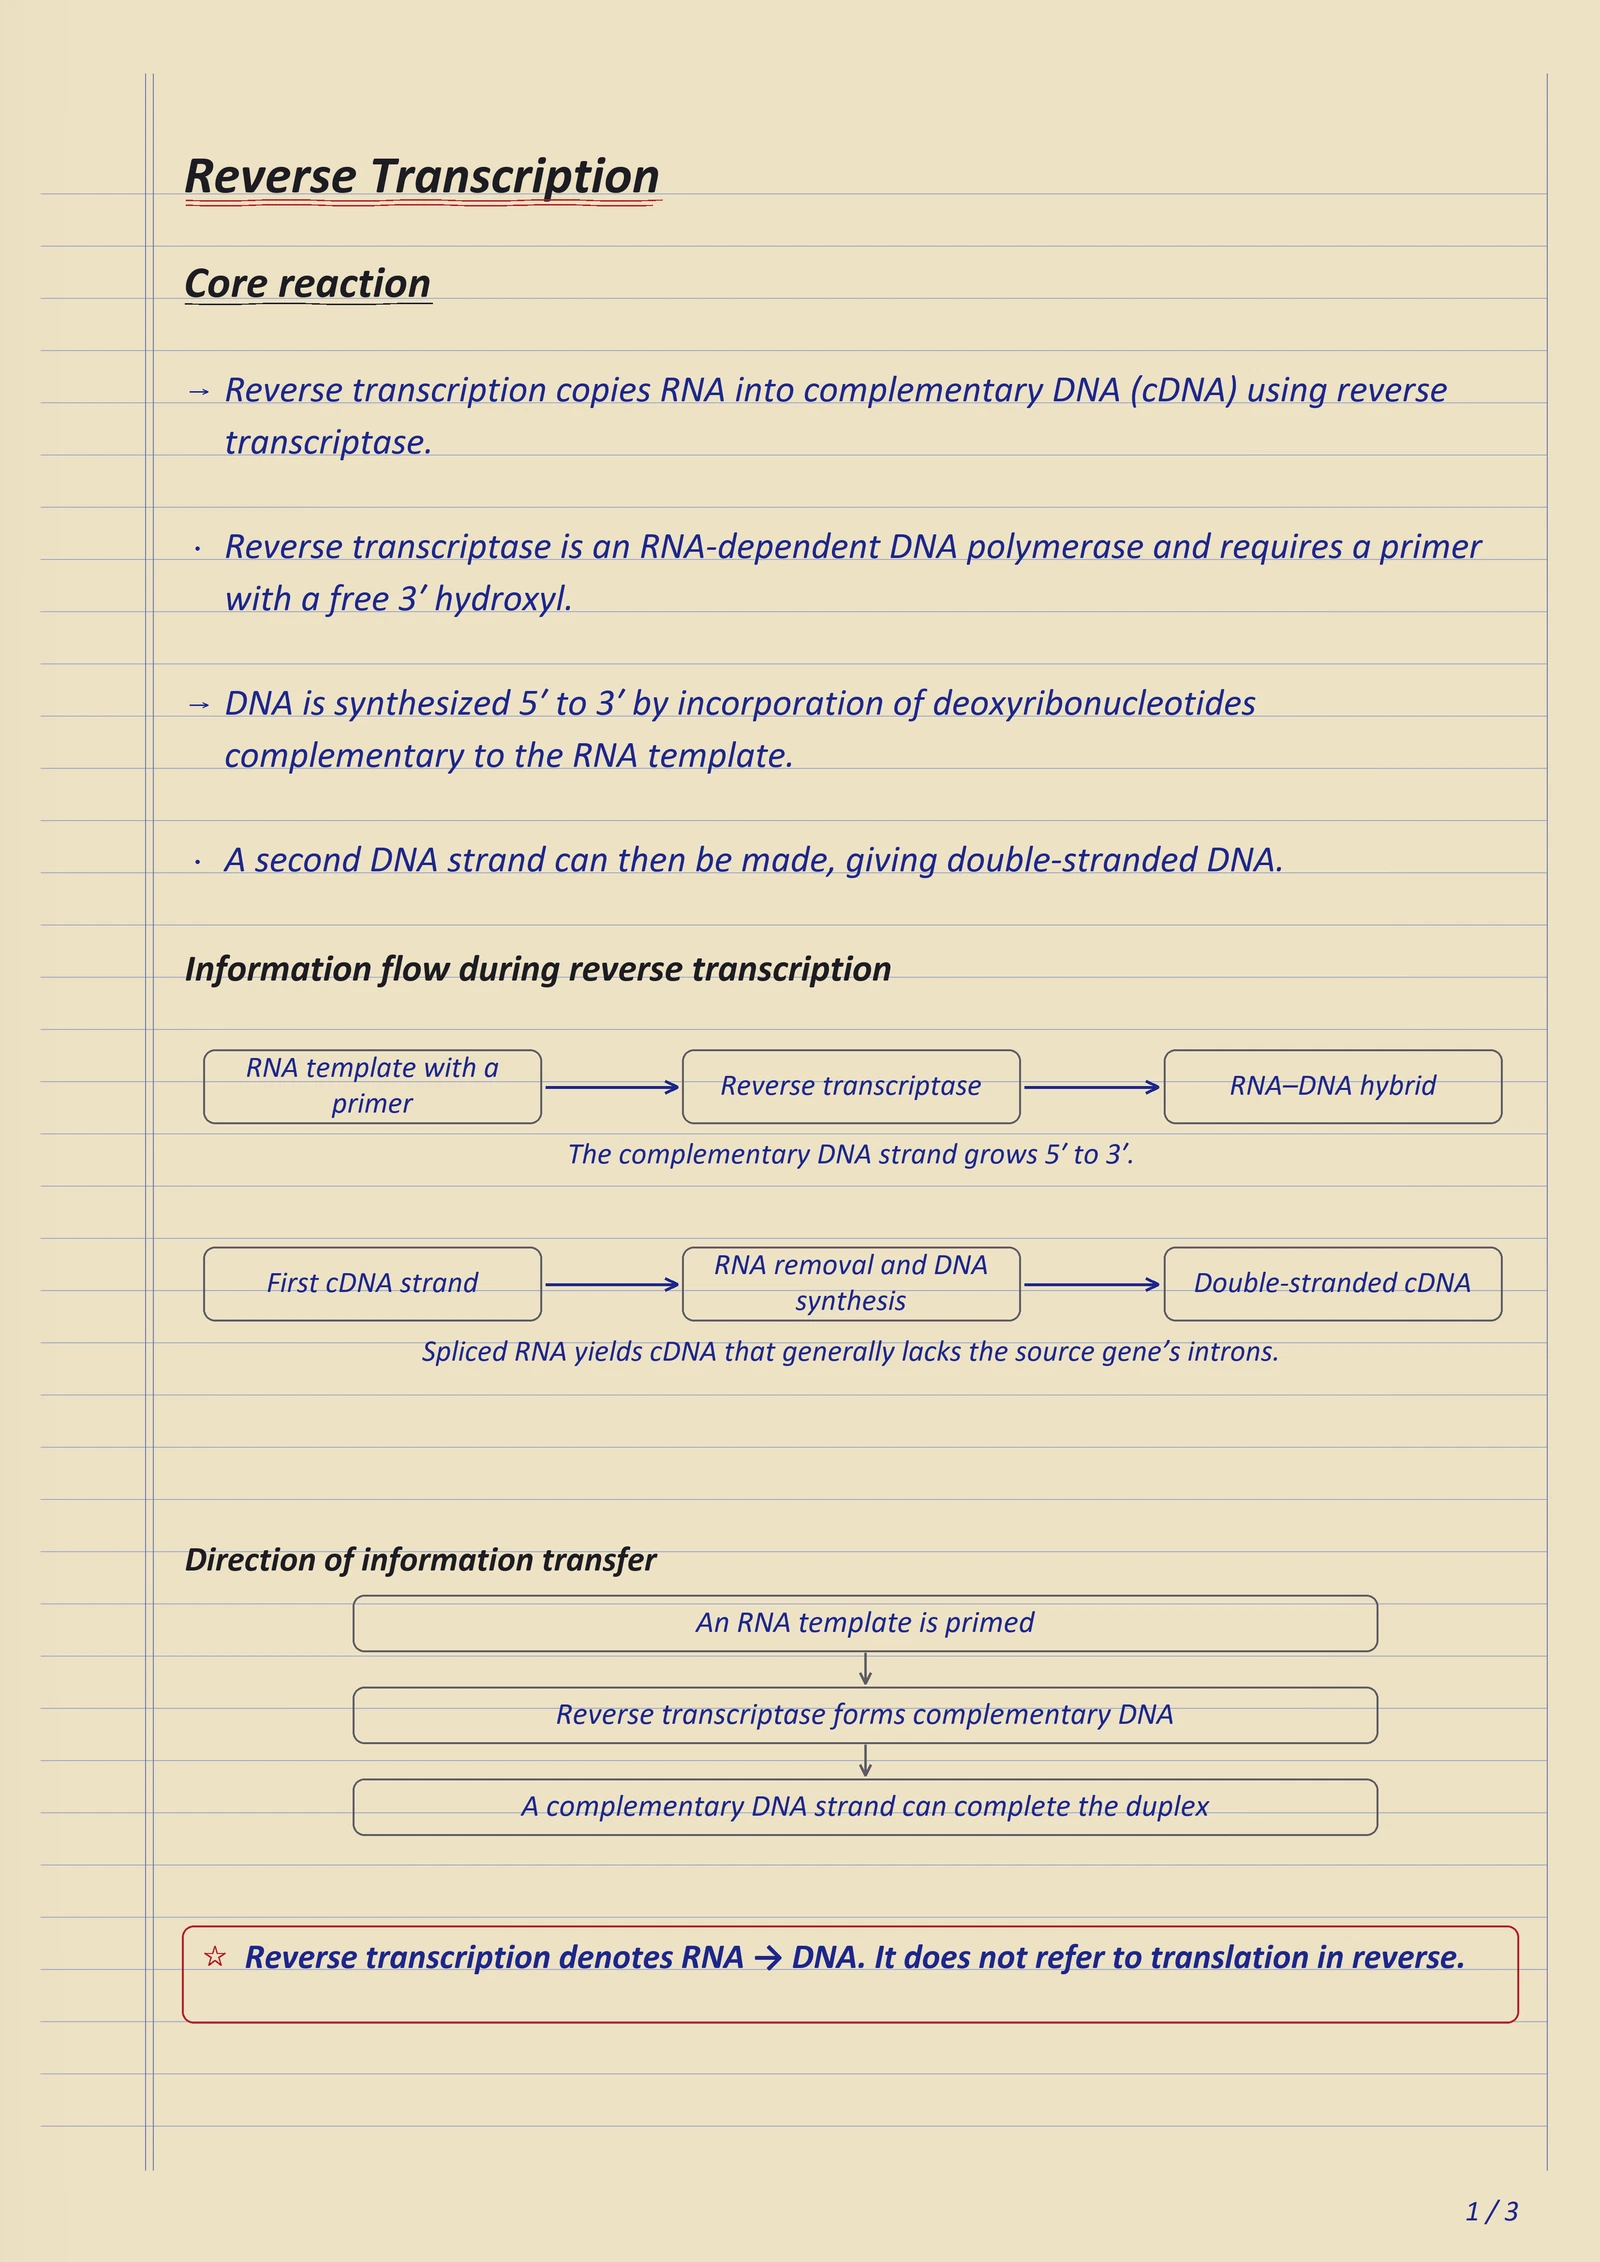 Reverse Transcription
Core reaction
→ Reverse transcription copies RNA into complementary DNA (cDNA) using reverse
transcriptase.
· Reverse transcriptase is an RNA-dependent DNA polymerase and requires a primer
with a free 3′ hydroxyl.
→ DNA is synthesized 5′ to 3′ by incorporation of deoxyribonucleotides
complementary to the RNA template.
· A second DNA strand can then be made, giving double-stranded DNA.
Information flow during reverse transcription
RNA template with a
primer
Reverse transcriptase
RNA–DNA hybrid
The complementary DNA strand grows 5′ to 3′.
First cDNA strand
RNA removal and DNA
synthesis
Double-stranded cDNA
Spliced RNA yields cDNA that generally lacks the source gene’s introns.
Direction of information transfer
An RNA template is primed
Reverse transcriptase forms complementary DNA
A complementary DNA strand can complete the duplex
☆ Reverse transcription denotes RNA → DNA. It does not refer to translation in reverse.
1 / 3